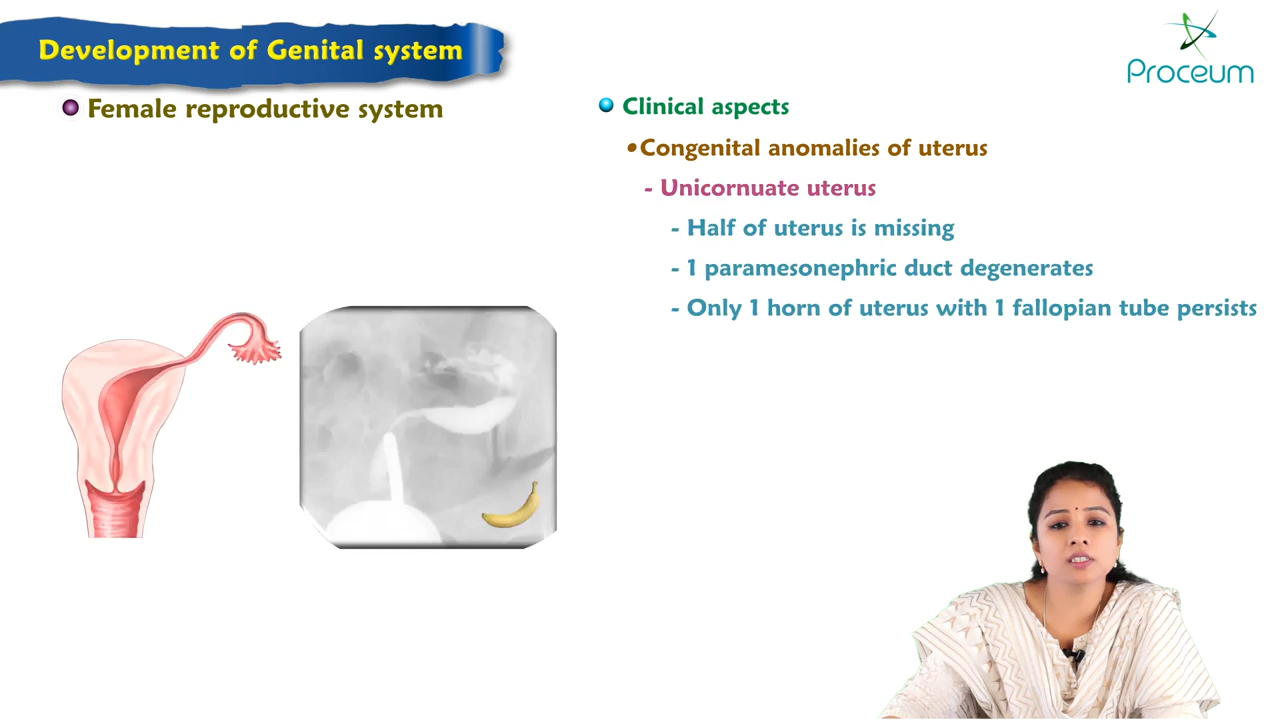 Development of Genital system
Proceum
Female reproductive system
Clinical aspects
•Congenital anomalies of uterus
- Unicornuate uterus
- Half of uterus is missing
- 1 paramesonephric duct degenerates
- Only 1 horn of uterus with 1 fallopian tube persists